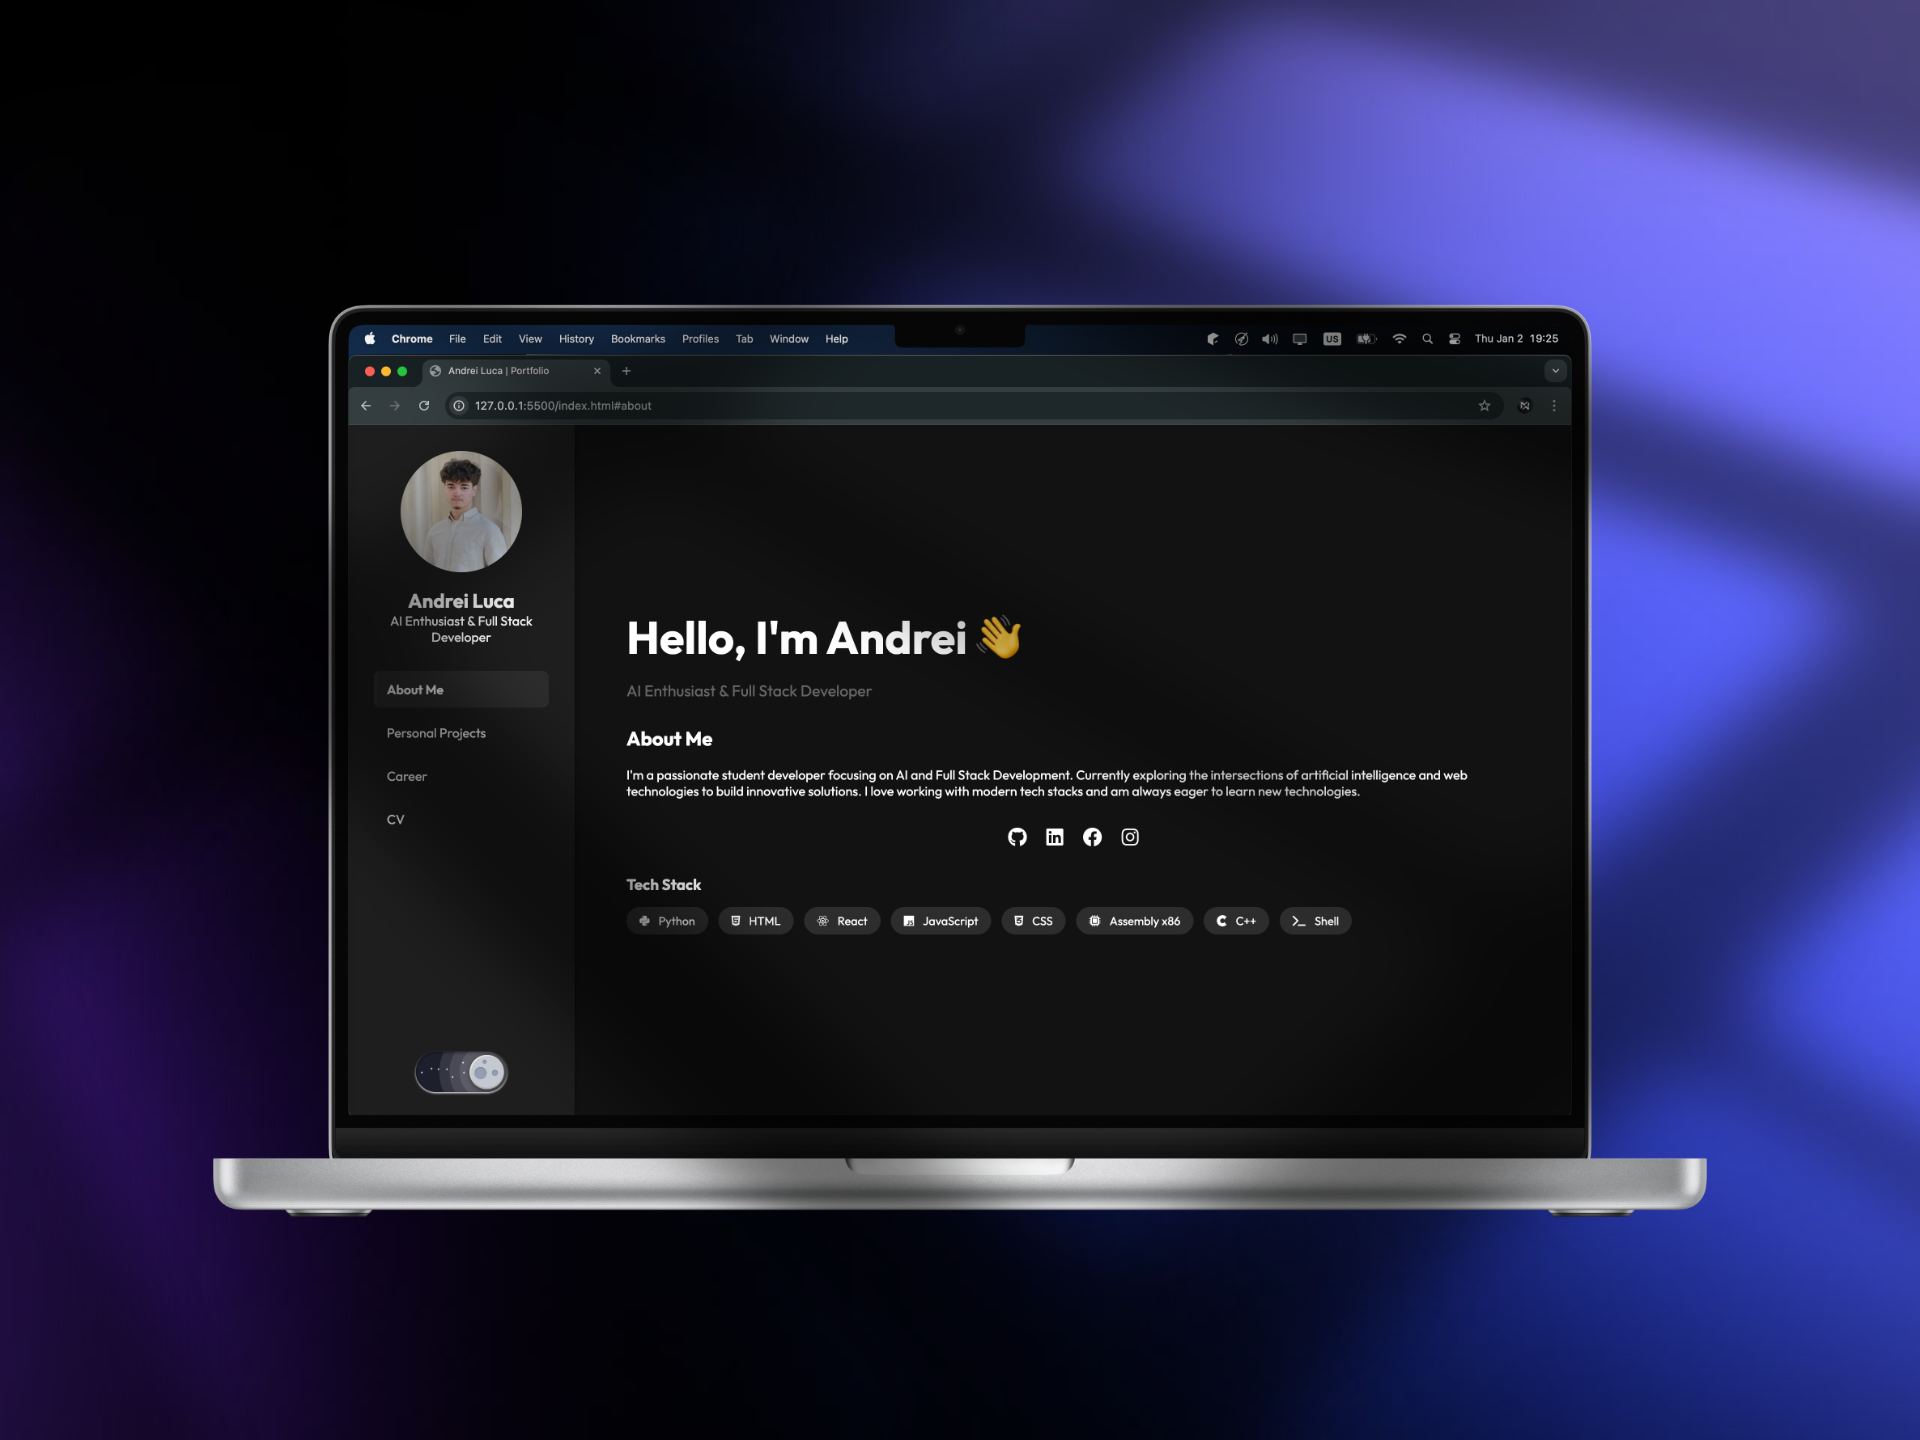 Chrome File Edit View History Bookmarks Profiles Tab Window Help US Thu Jan 2 19:25
Andrei Luca | Portfolio
127.0.0.1:5500/index.html#about
Andrei Luca
AI Enthusiast & Full Stack
Developer
About Me
Personal Projects
Career
CV
Hello, I'm Andrei 👋
AI Enthusiast & Full Stack Developer
About Me
I'm a passionate student developer focusing on AI and Full Stack Development. Currently exploring the intersections of artificial intelligence and web
technologies to build innovative solutions. I love working with modern tech stacks and am always eager to learn new technologies.
Tech Stack
Python HTML React JavaScript CSS Assembly x86 C++ Shell